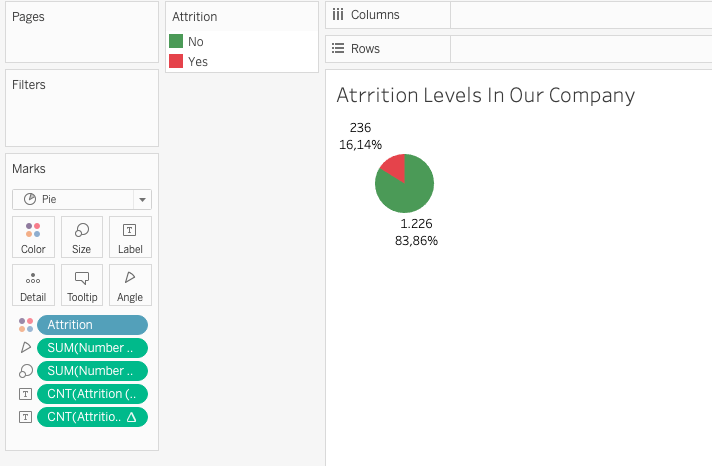 Pages
Filters
Marks
Pie
Color
Size
Label
Detail
Tooltip
Angle
Attrition
SUM(Number ..
SUM(Number ..
CNT(Attrition (..
CNT(Attritio..
Attrition
No
Yes
Columns
Rows
Atrrition Levels In Our Company
236
16,14%
1.226
83,86%